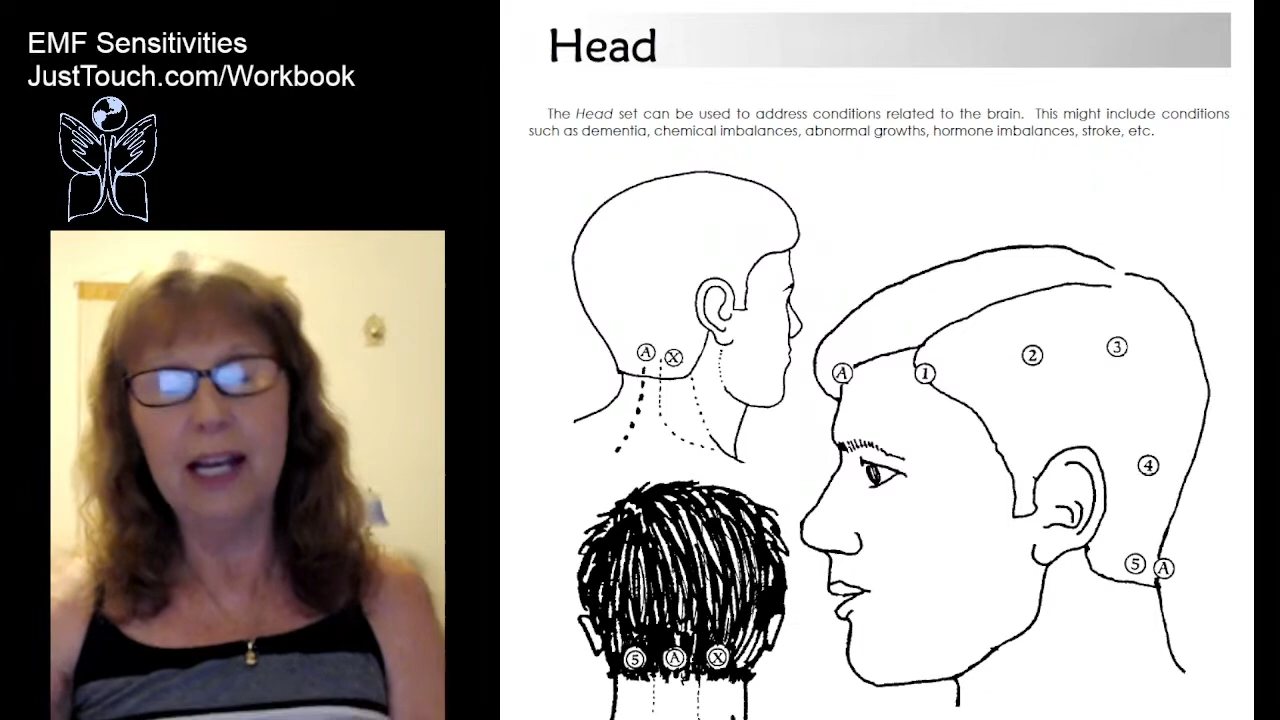 EMF Sensitivities
JustTouch.com/Workbook
Head
The Head set can be used to address conditions related to the brain. This might include conditions
such as dementia, chemical imbalances, abnormal growths, hormone imbalances, stroke, etc.
A X
A 1 2 3
4
5 A
5 A X